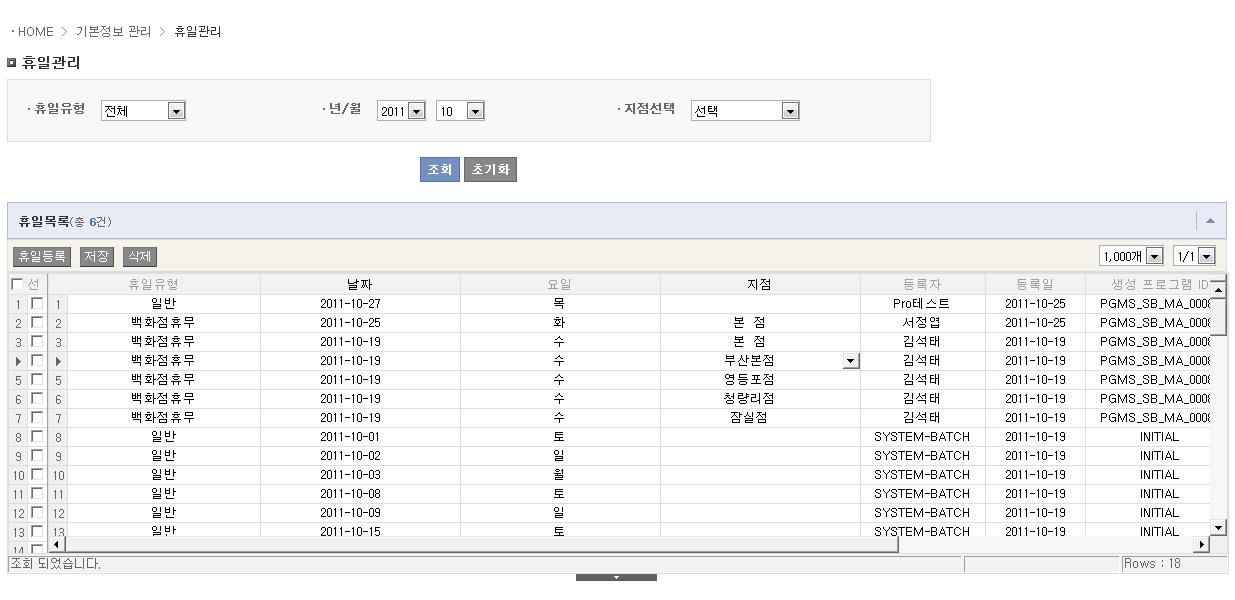 ·HOME > 기본정보 관리 > 휴일관리
휴일관리
·휴일유형 전체 ·년/월 2011 10 ·지점선택 선택
조회 초기화
휴일목록(총 6건)
휴일등록 저장 삭제 1,000개 1/1
선 휴일유형 날짜 요일 지점 등록자 등록일 생성 프로그램 ID
1 1 일반 2011-10-27 목 Pro테스트 2011-10-25 PGMS_SB_MA_0008
2 2 백화점휴무 2011-10-25 화 본 점 서정엽 2011-10-25 PGMS_SB_MA_0008
3 3 백화점휴무 2011-10-19 수 본 점 김석태 2011-10-19 PGMS_SB_MA_0008
백화점휴무 2011-10-19 수 부산본점 김석태 2011-10-19 PGMS_SB_MA_0008
5 5 백화점휴무 2011-10-19 수 영등포점 김석태 2011-10-19 PGMS_SB_MA_0008
6 6 백화점휴무 2011-10-19 수 청량리점 김석태 2011-10-19 PGMS_SB_MA_0008
7 7 백화점휴무 2011-10-19 수 잠실점 김석태 2011-10-19 PGMS_SB_MA_0008
8 8 일반 2011-10-01 토 SYSTEM-BATCH 2011-10-19 INITIAL
9 9 일반 2011-10-02 일 SYSTEM-BATCH 2011-10-19 INITIAL
10 10 일반 2011-10-03 월 SYSTEM-BATCH 2011-10-19 INITIAL
11 11 일반 2011-10-08 토 SYSTEM-BATCH 2011-10-19 INITIAL
12 12 일반 2011-10-09 일 SYSTEM-BATCH 2011-10-19 INITIAL
13 13 일반 2011-10-15 토 SYSTEM-BATCH 2011-10-19 INITIAL
14
조회 되었습니다. Rows : 18